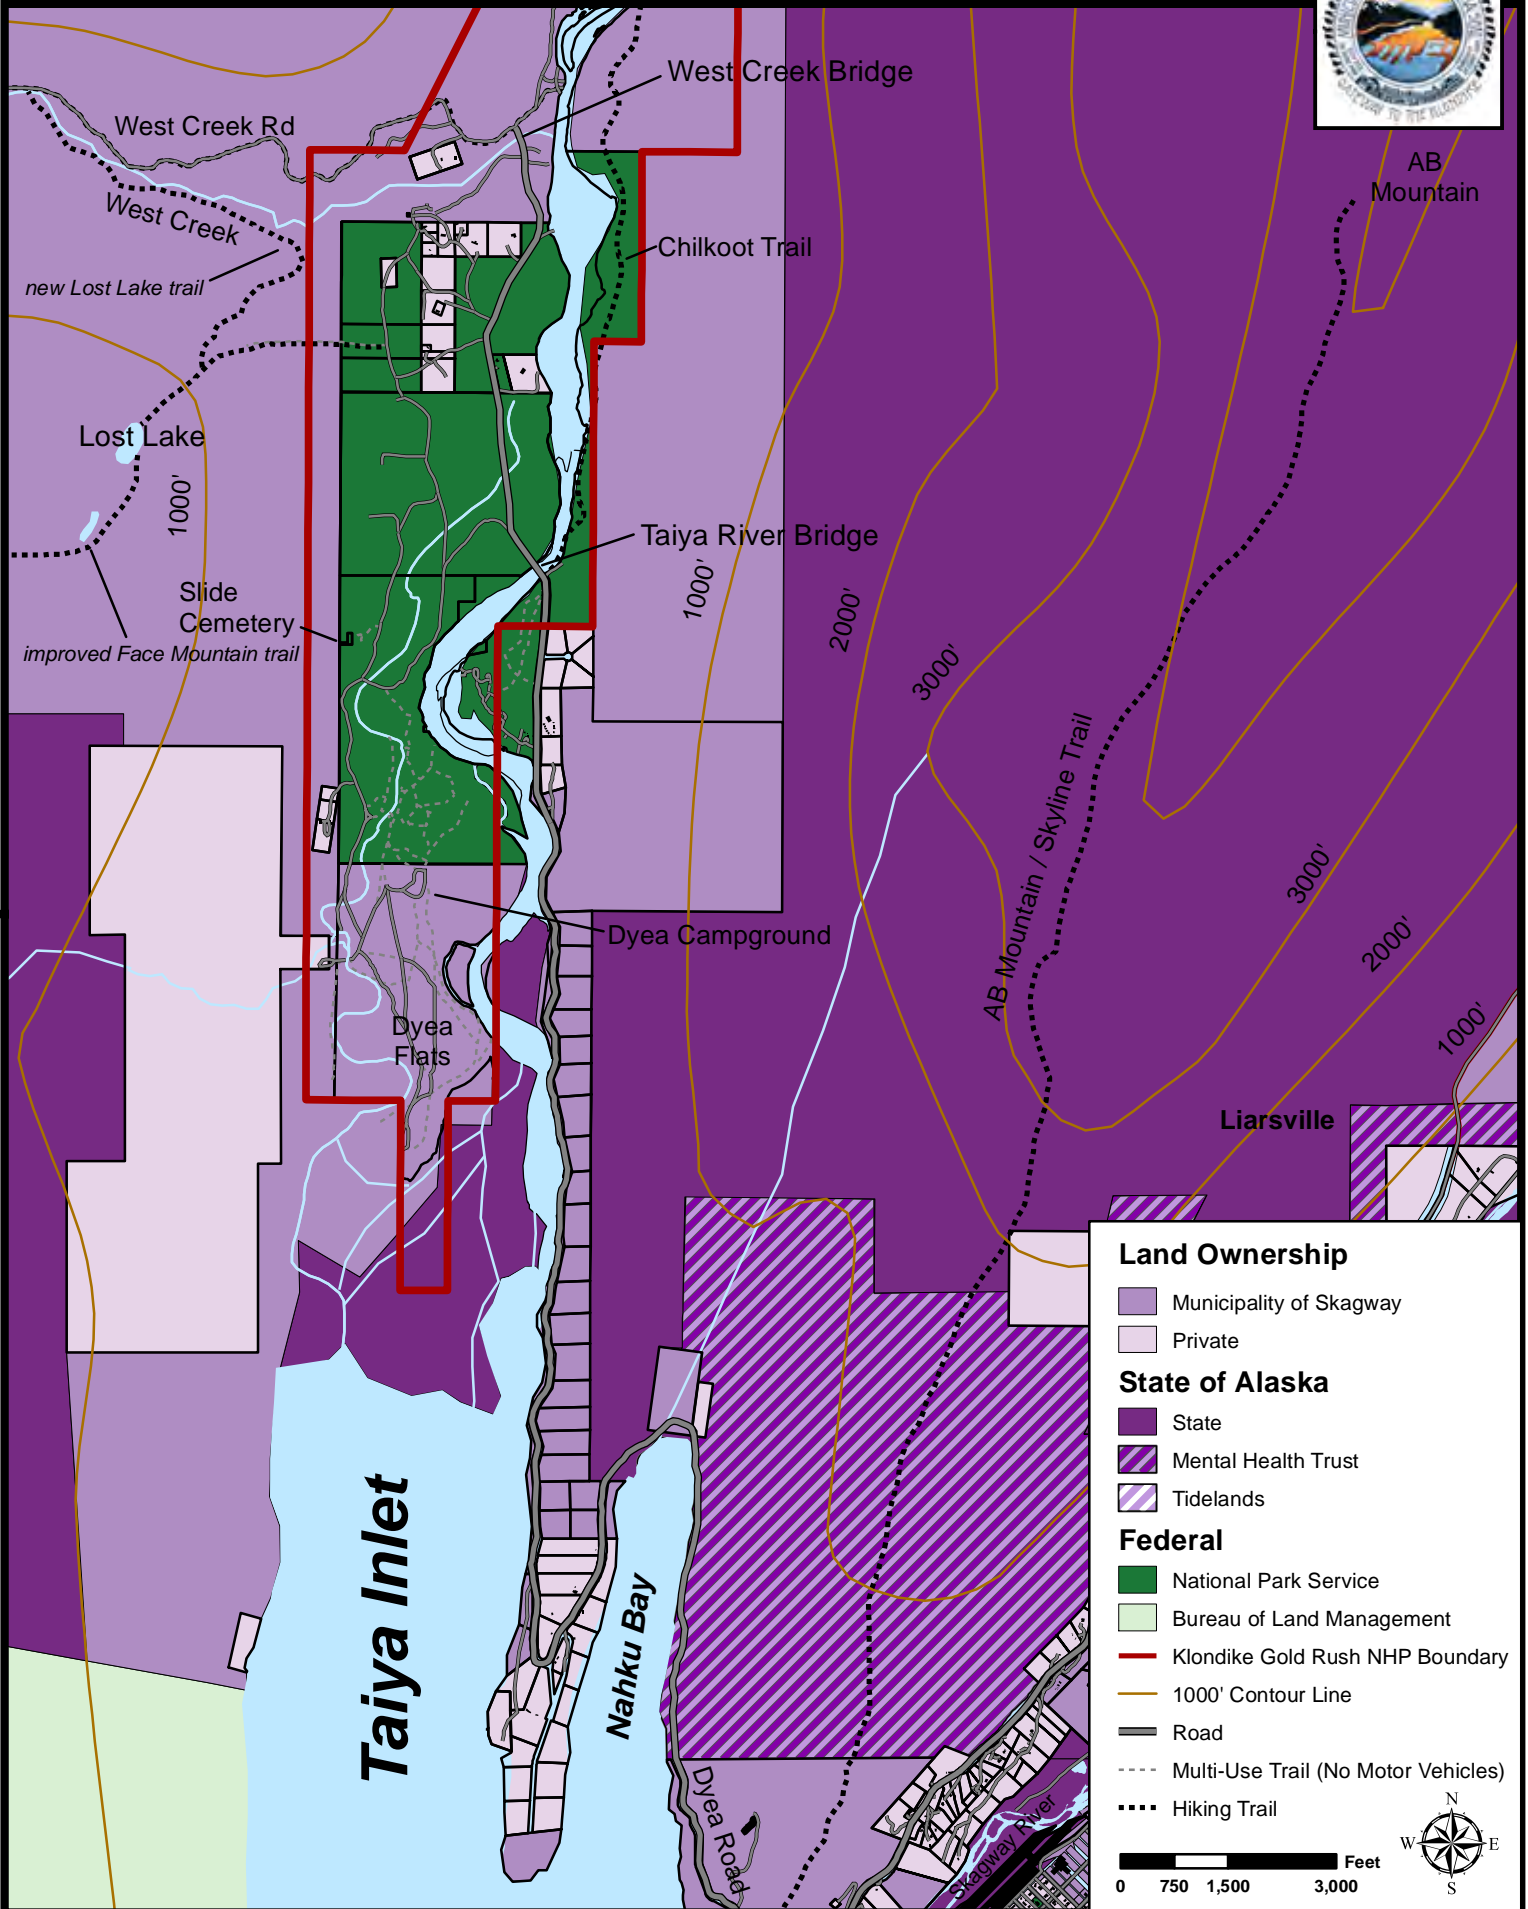 West Creek Bridge
West Creek Rd
AB
Mountain
West Creek
Chilkoot Trail
new Lost Lake trail
Lost Lake
1000'
Taiya River Bridge
1000'
2000'
Slide
Cemetery
improved Face Mountain trail
3000'
AB Mountain / Skyline Trail
3000'
Dyea Campground
2000'
Dyea
Flats
1000'
Liarsville
Taiya Inlet
Nahku Bay
Dyea Road
Skagway River
Land Ownership
Municipality of Skagway
Private
State of Alaska
State
Mental Health Trust
Tidelands
Federal
National Park Service
Bureau of Land Management
Klondike Gold Rush NHP Boundary
1000' Contour Line
Road
Multi-Use Trail (No Motor Vehicles)
Hiking Trail
N
W
E
S
Feet
0 750 1,500 3,000
GATEWAY TO THE KLONDIKE